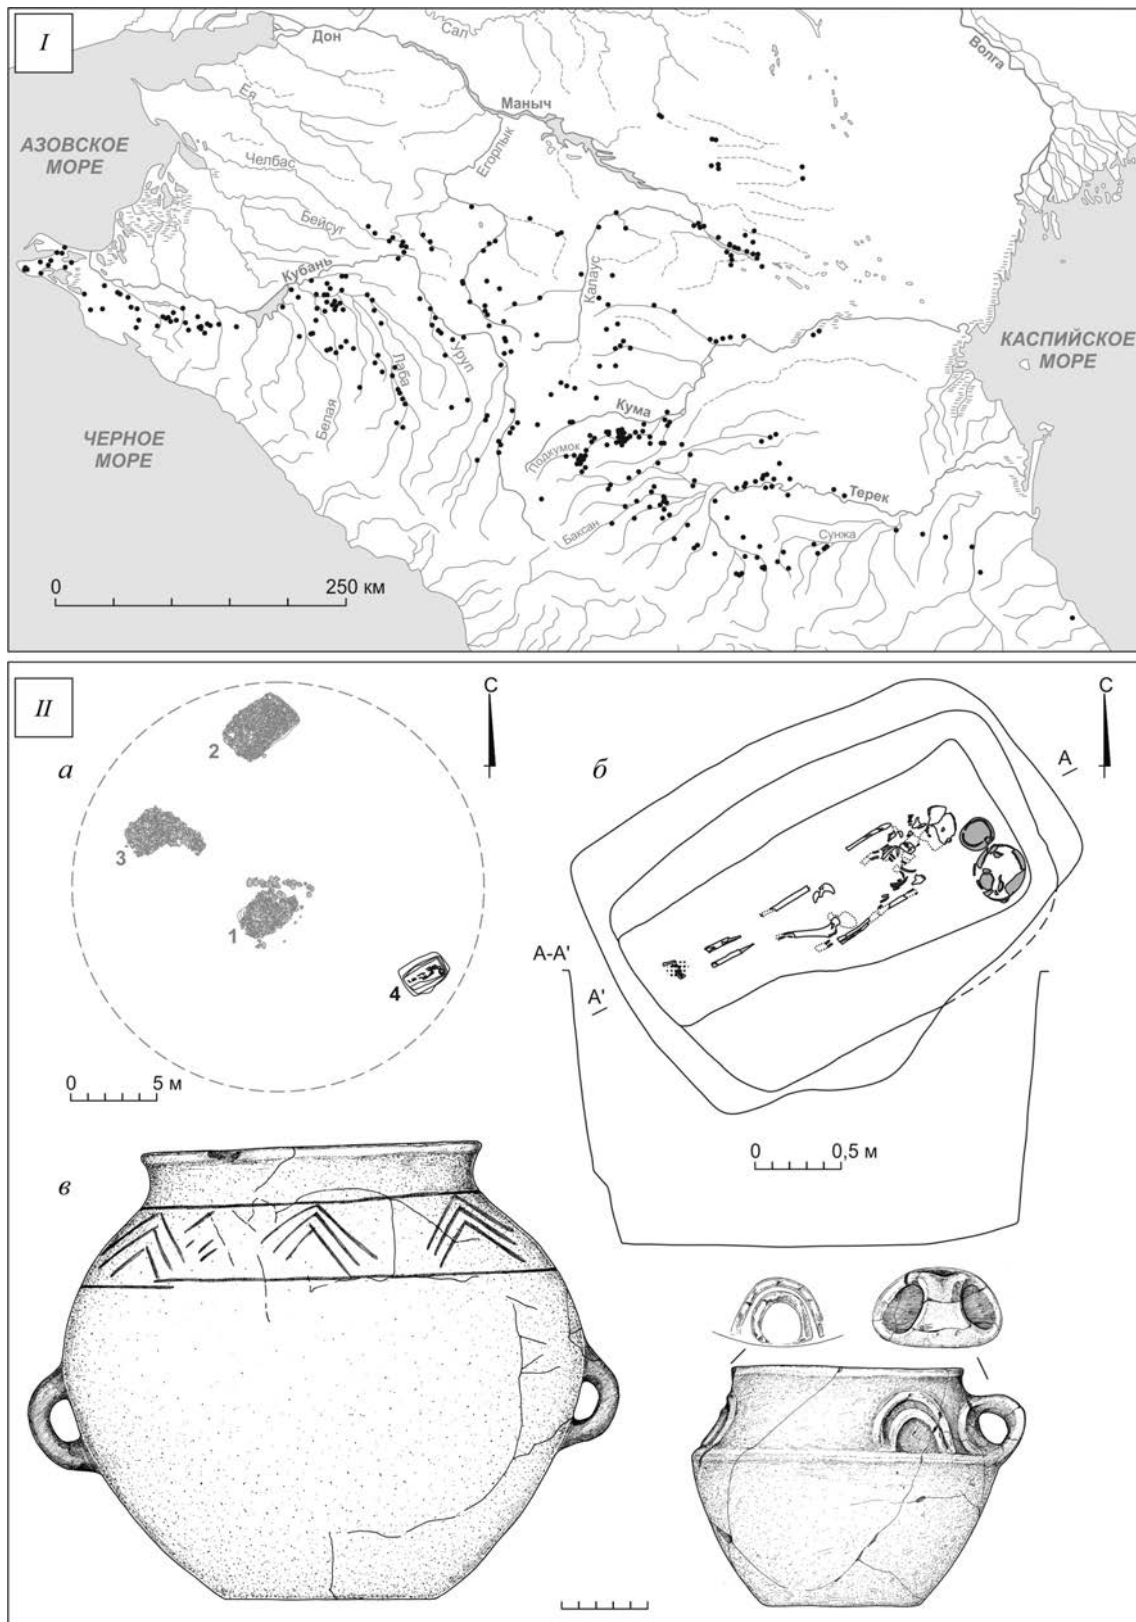 I
Дон
Сал
Волга
Ея
Маныч
АЗОВСКОЕ
МОРЕ
Егорлык
Челбас
Бейсуг
Кубань
Калаус
КАСПИЙСКОЕ
МОРЕ
Уруп
Лаба
Белая
Кума
ЧЕРНОЕ
МОРЕ
Подкумок
Терек
Баксан
Сунжа
0
250 км
II
С
С
2
а
б
А
3
1
А-А'
4
А'
0
5 м
0
0,5 м
в